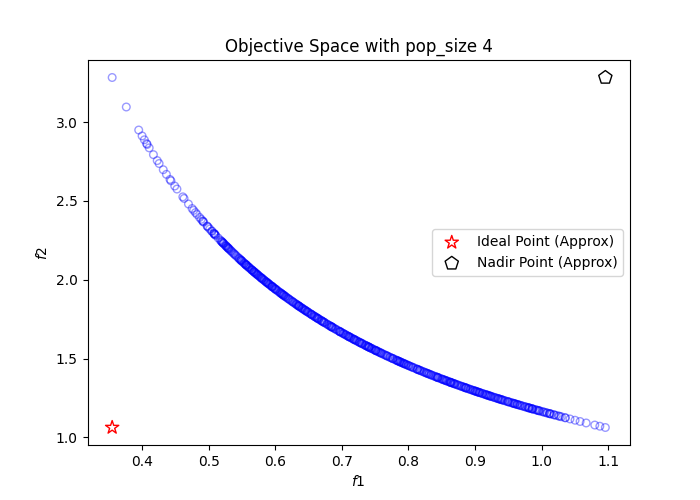 Objective Space with pop_size 4
f2
3.0
2.5
2.0
1.5
1.0
Ideal Point (Approx)
Nadir Point (Approx)
0.4 0.5 0.6 0.7 0.8 0.9 1.0 1.1
f1